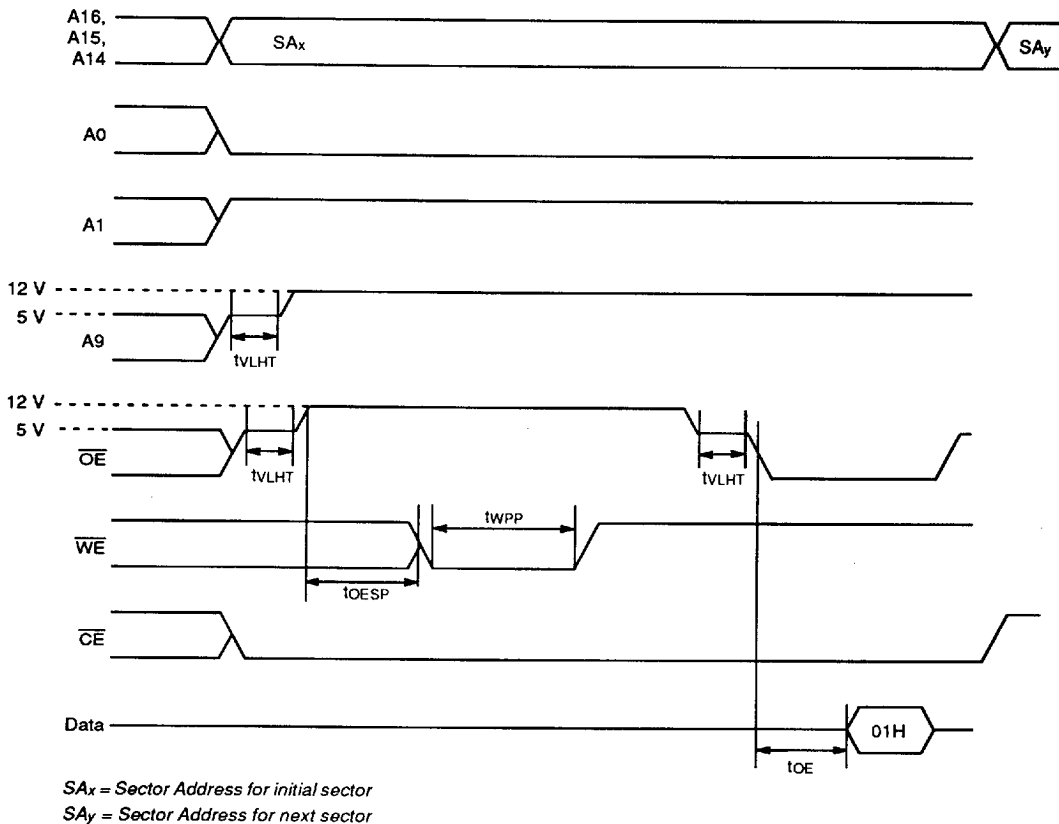 A16,
A15,
A14
SAx
SAy
A0
A1
12 V
5 V
A9
tVLHT
12 V
5 V
OE
tVLHT
tVLHT
tWPP
WE
tOESP
CE
Data
01H
tOE
SAx = Sector Address for initial sector
SAy = Sector Address for next sector